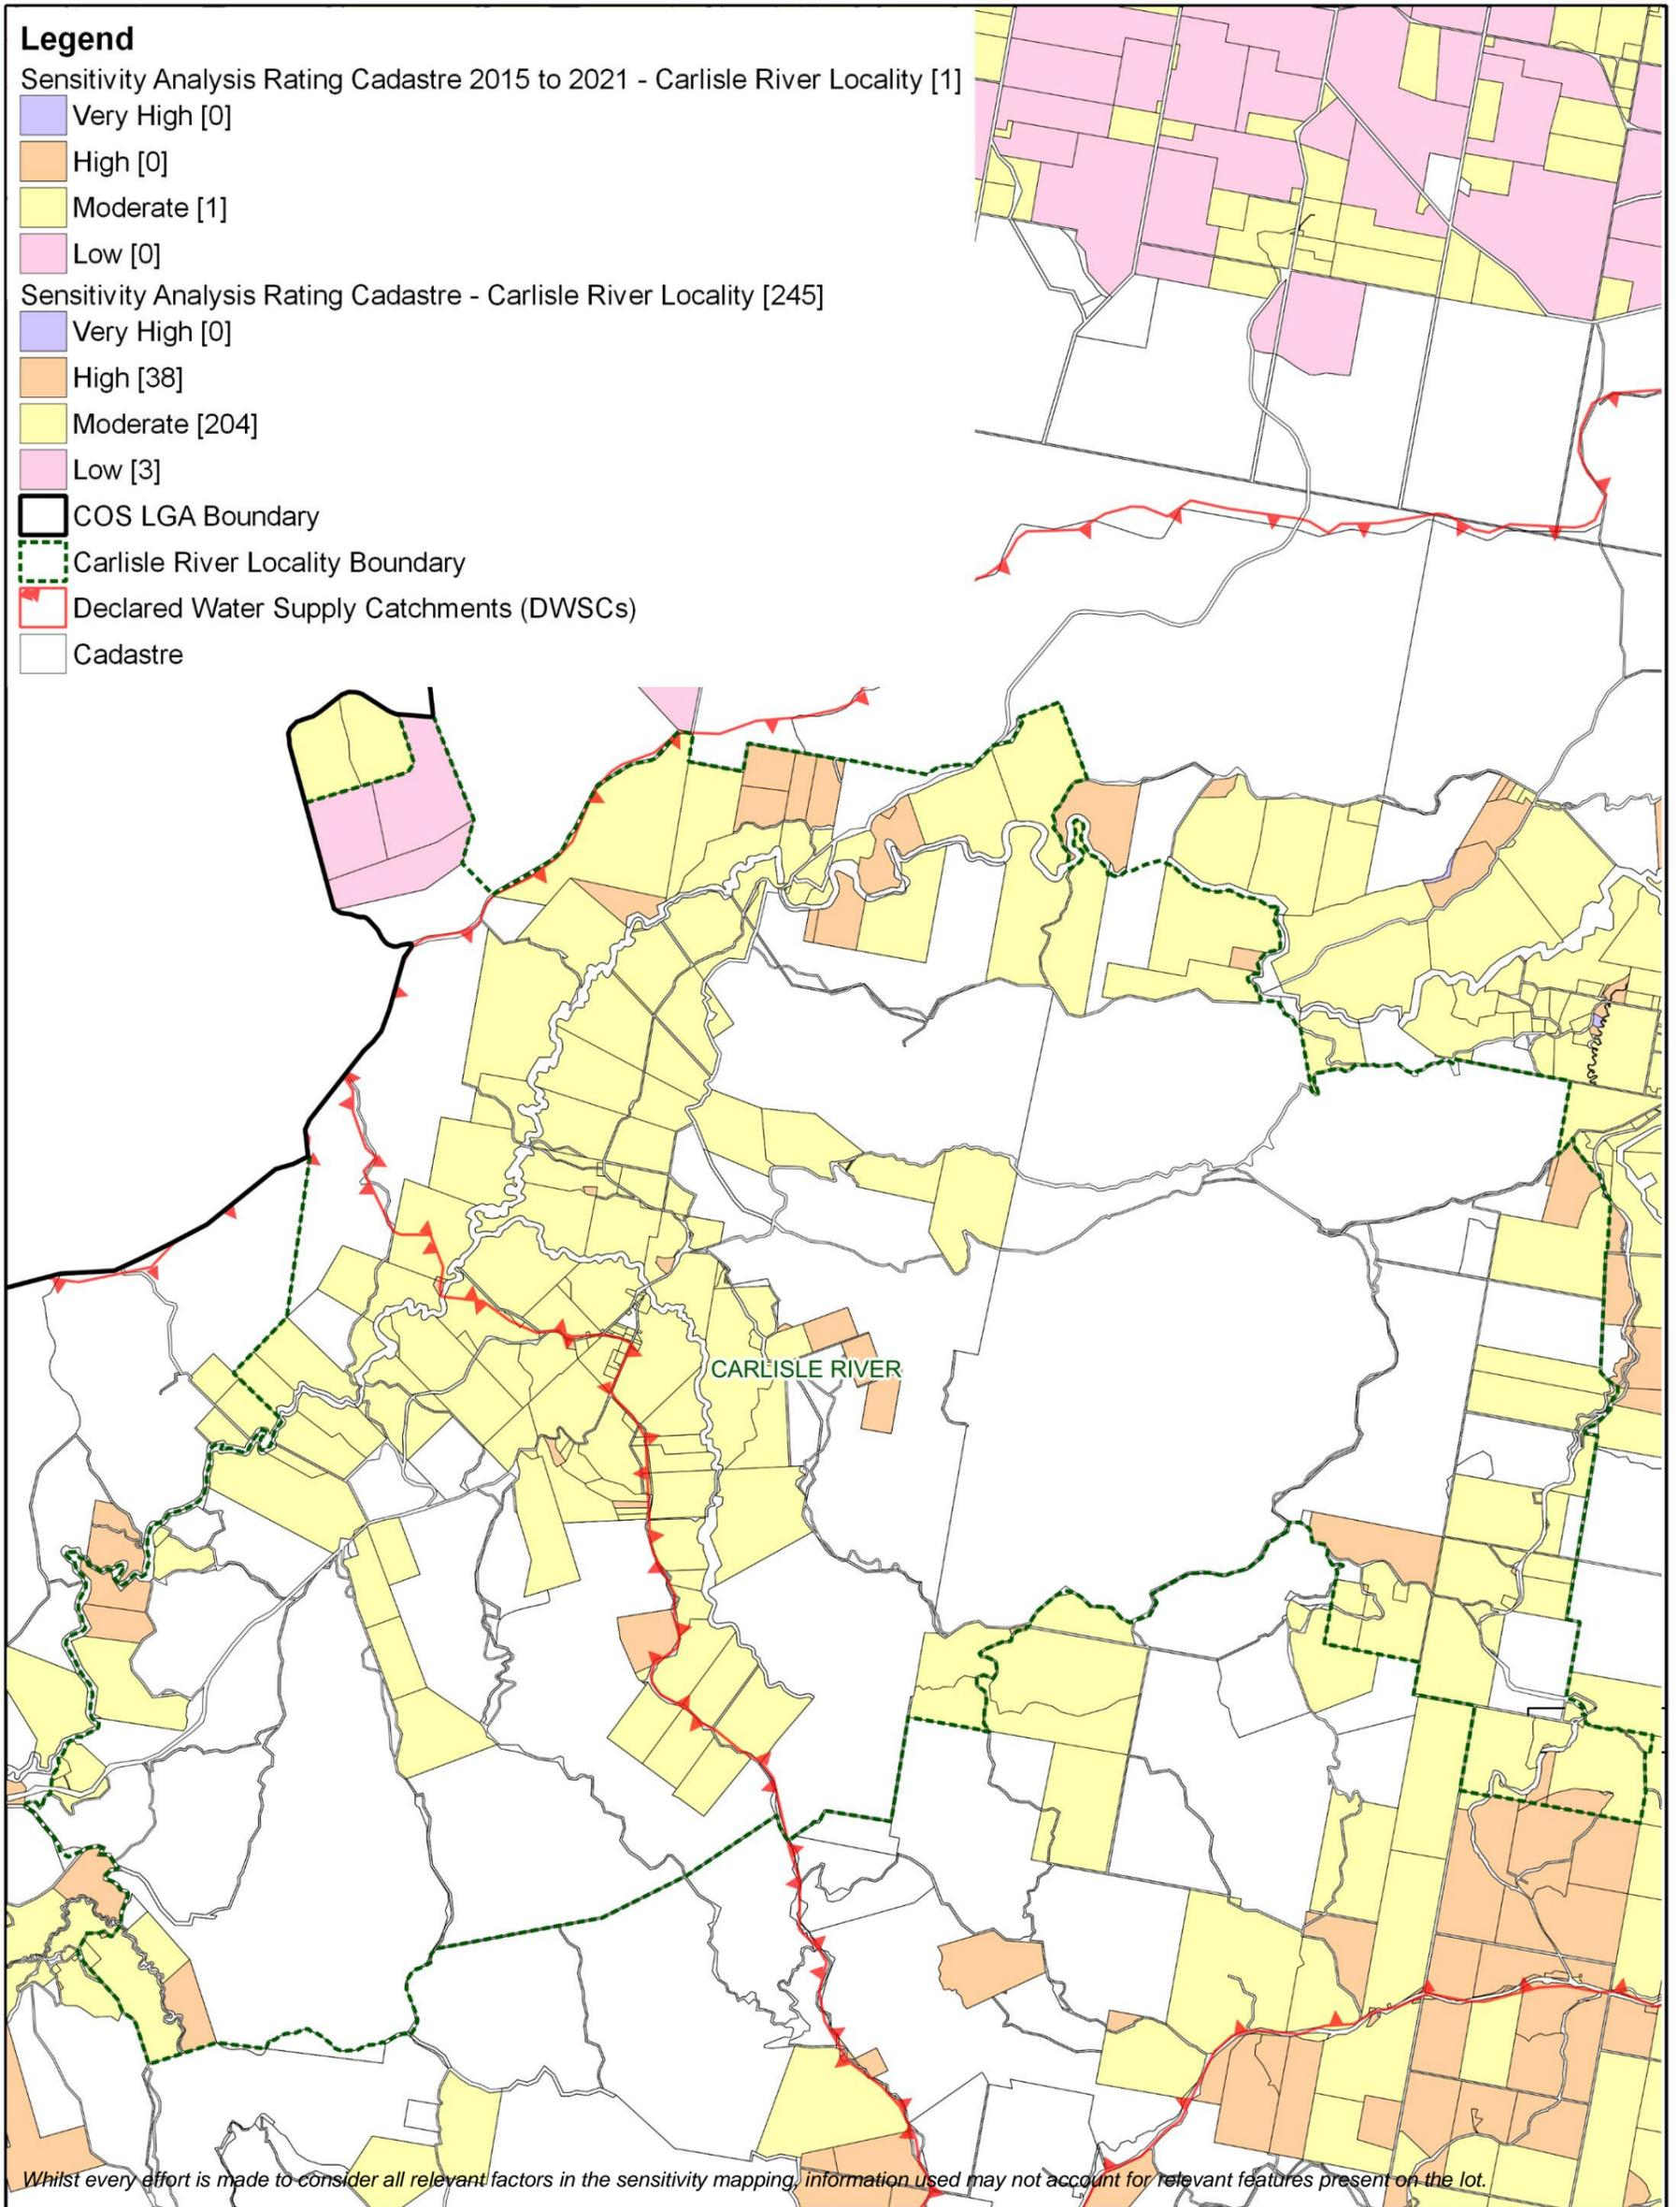 Legend
Sensitivity Analysis Rating Cadastre 2015 to 2021 - Carlisle River Locality [1]
Very High [0]
High [0]
Moderate [1]
Low [0]
Sensitivity Analysis Rating Cadastre - Carlisle River Locality [245]
Very High [0]
High [38]
Moderate [204]
Low [3]
COS LGA Boundary
Carlisle River Locality Boundary
Declared Water Supply Catchments (DWSCs)
Cadastre
CARLISLE RIVER
Whilst every effort is made to consider all relevant factors in the sensitivity mapping, information used may not account for relevant features present on the lot.